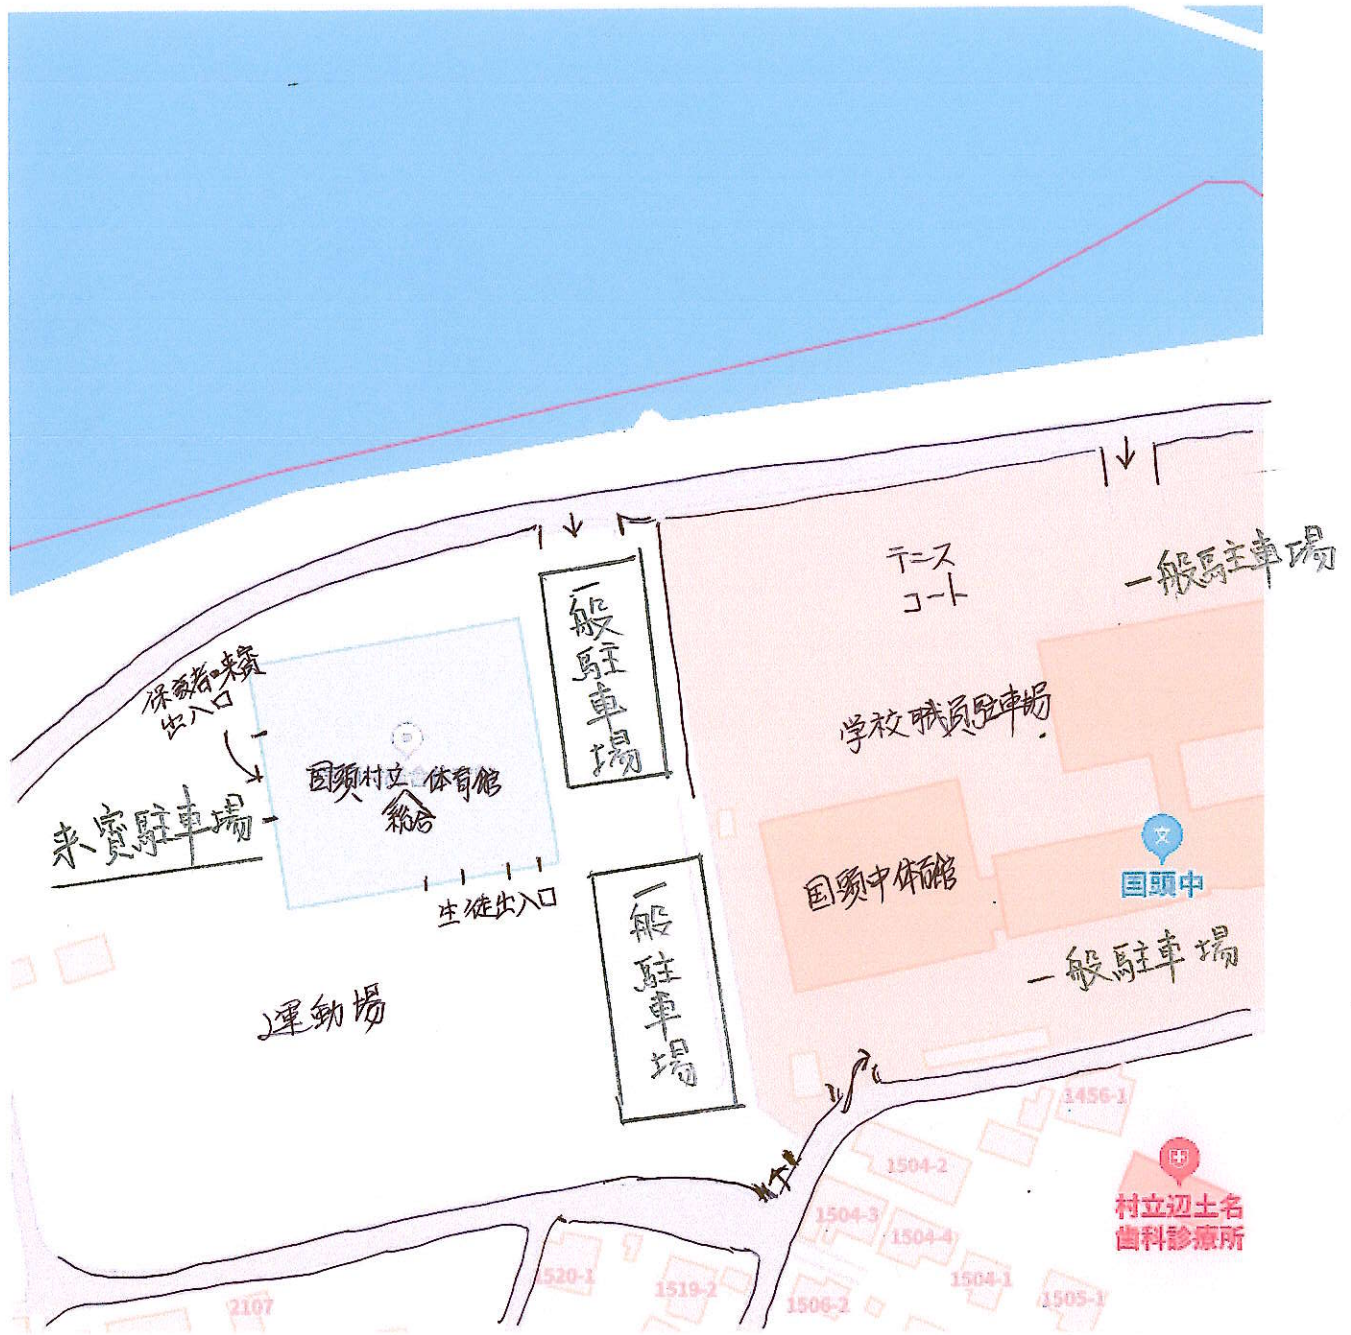 テニス
コート
一般駐車場
一般駐車場
保護者・来賓
出入口
学校職員駐車場
国頭村立 体育館
総合
来賓駐車場
国頭中体育館
国頭中
生徒出入口
一般駐車場
一般駐車場
運動場
1456-1
1504-2
村立辺土名
歯科診療所
1504-3
1504-4
1520-1
1519-2
1504-1
1506-2
1505-1
2107